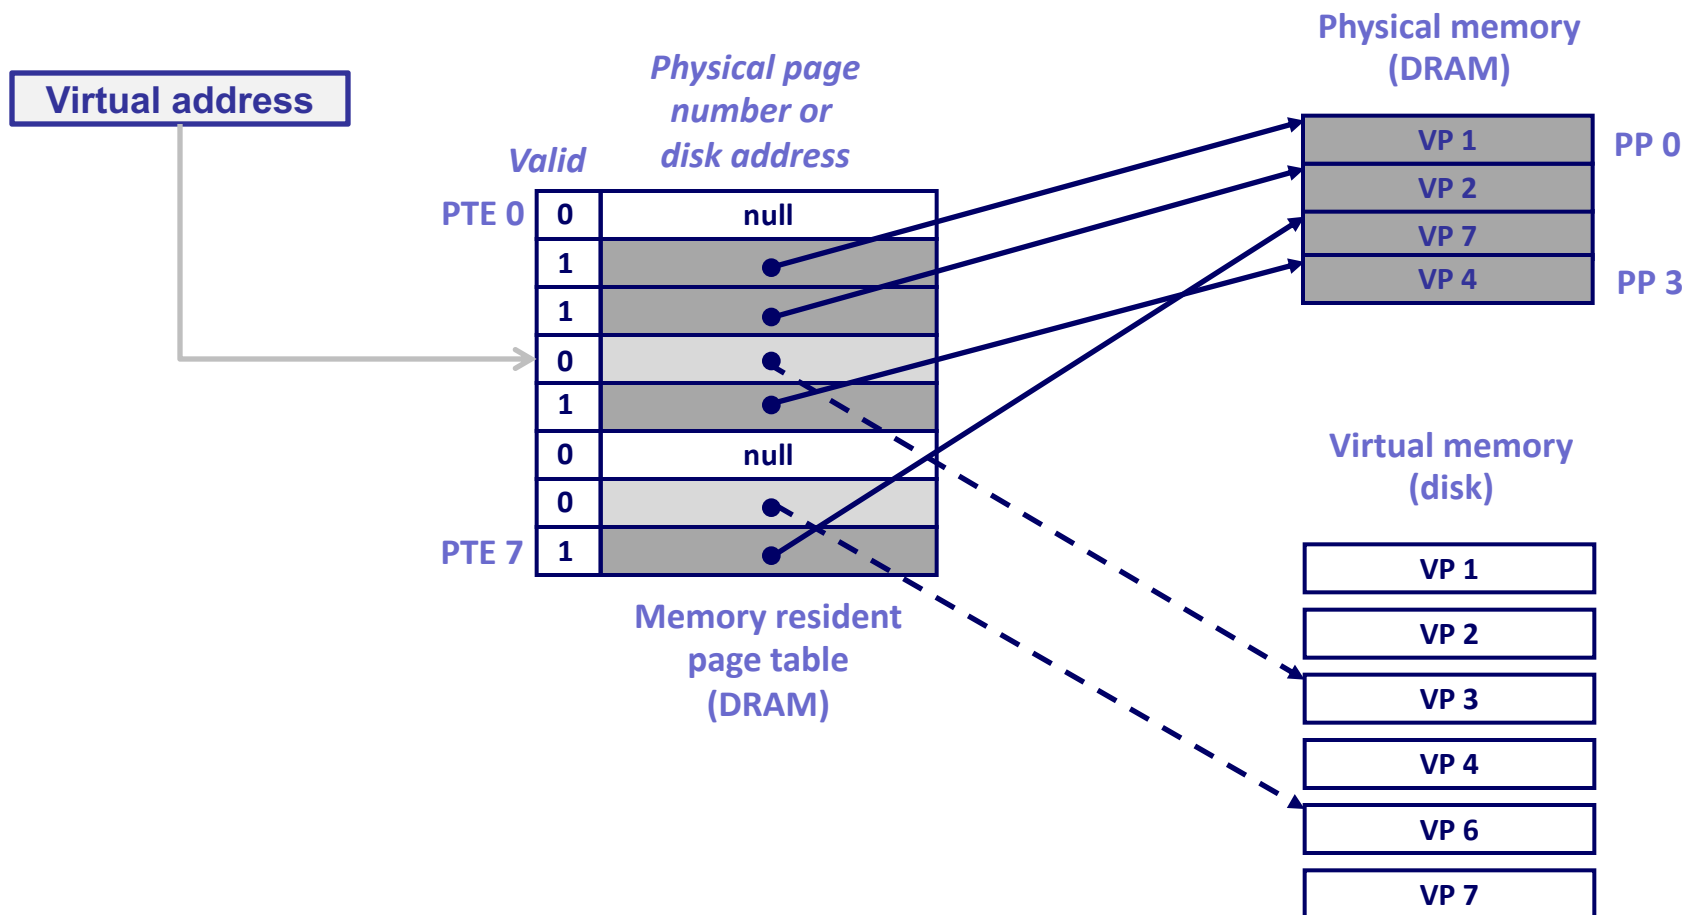 Virtual address
Physical page
number or
disk address
Valid
PTE 0
0
null
1
1
0
1
0
null
0
PTE 7
1
Memory resident
page table
(DRAM)
Physical memory
(DRAM)
VP 1
PP 0
VP 2
VP 7
VP 4
PP 3
Virtual memory
(disk)
VP 1
VP 2
VP 3
VP 4
VP 6
VP 7